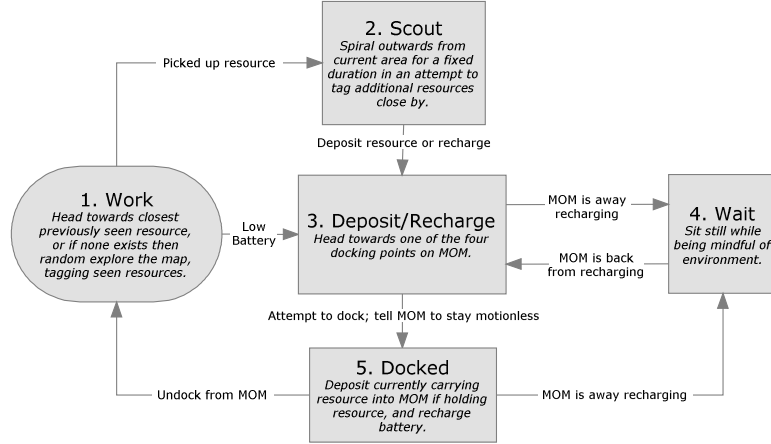 2. Scout
Spiral outwards from
current area for a fixed
duration in an attempt to
tag additional resources
close by.
Picked up resource
Deposit resource or recharge
1. Work
Head towards closest
previously seen resource,
or if none exists then
random explore the map,
tagging seen resources.
Low
Battery
3. Deposit/Recharge
Head towards one of the four
docking points on MOM.
MOM is away
recharging
MOM is back
from recharging
4. Wait
Sit still while
being mindful of
environment.
Attempt to dock; tell MOM to stay motionless
5. Docked
Deposit currently carrying
resource into MOM if holding
resource, and recharge
battery.
Undock from MOM
MOM is away recharging